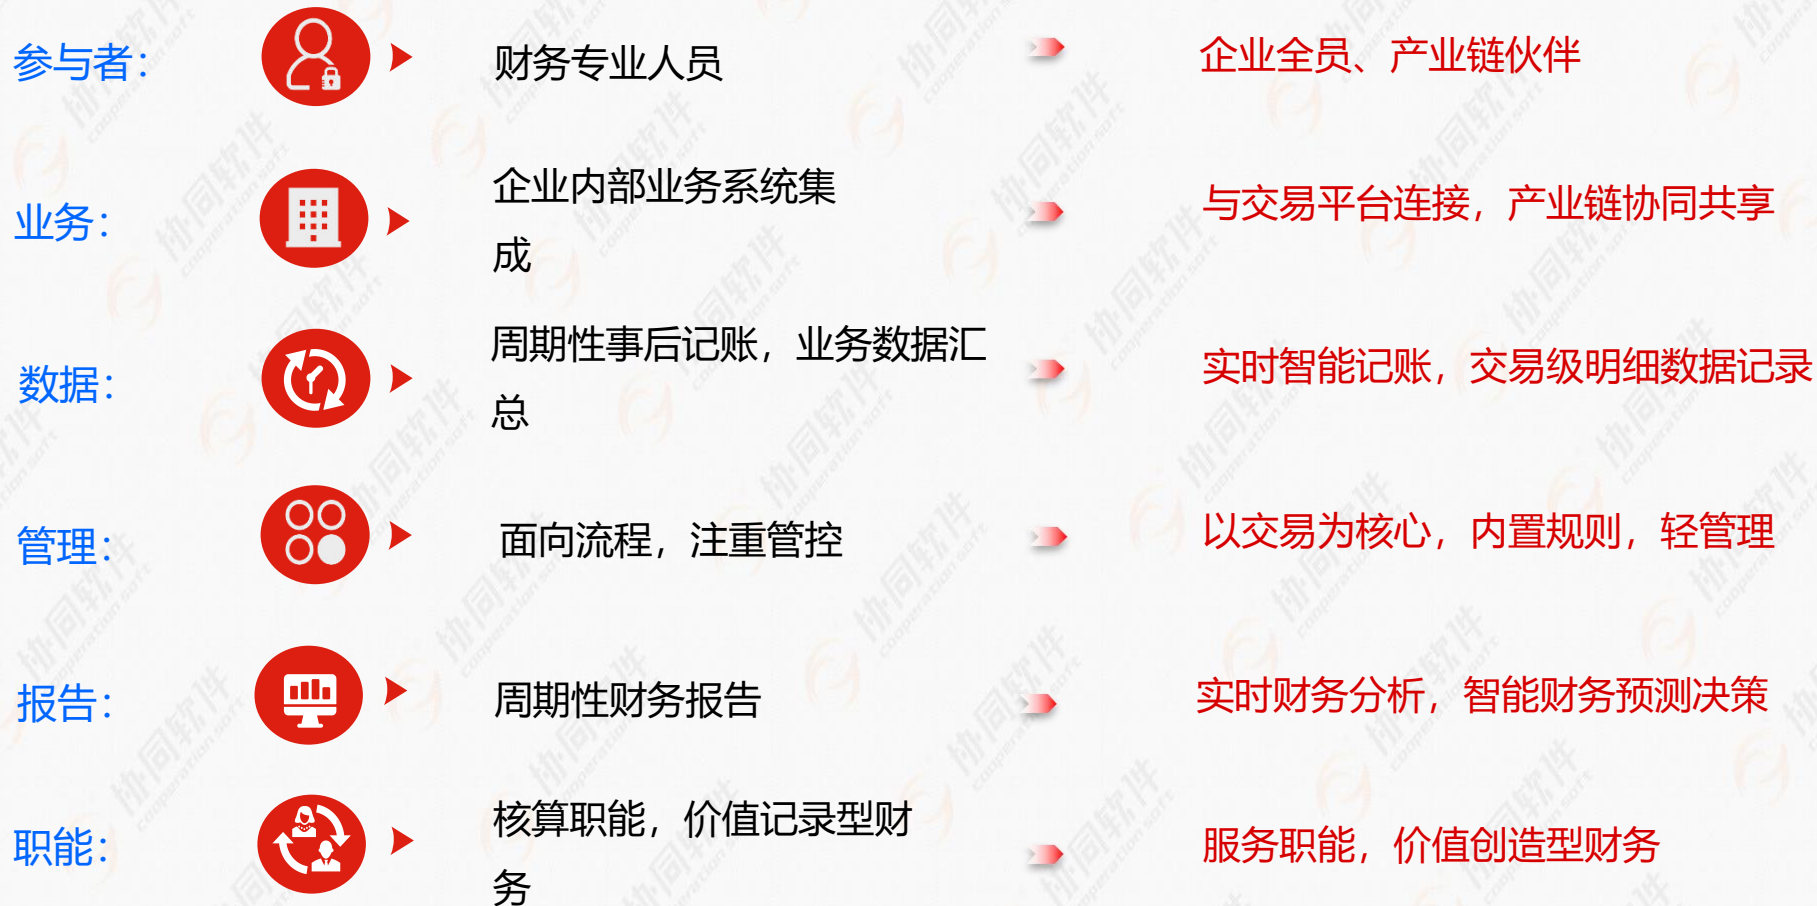 参与者：
财务专业人员
企业全员、产业链伙伴
业务：
企业内部业务系统集
成
与交易平台连接，产业链协同共享
数据：
周期性事后记账，业务数据汇
总
实时智能记账，交易级明细数据记录
管理：
面向流程，注重管控
以交易为核心，内置规则，轻管理
报告：
周期性财务报告
实时财务分析，智能财务预测决策
职能：
核算职能，价值记录型财
务
服务职能，价值创造型财务
协同软件
cooperation soft